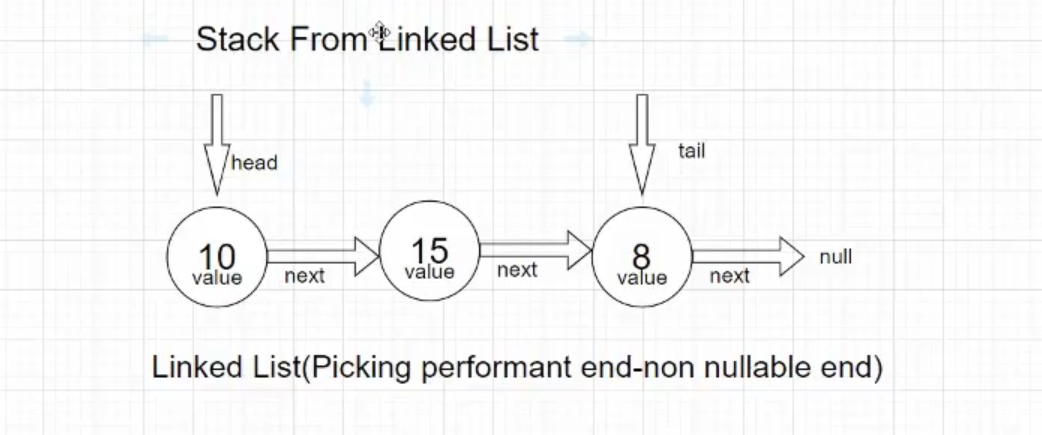 Stack From Linked List
head
tail
10
value
next
15
value
next
8
value
next
null
Linked List(Picking performant end-non nullable end)